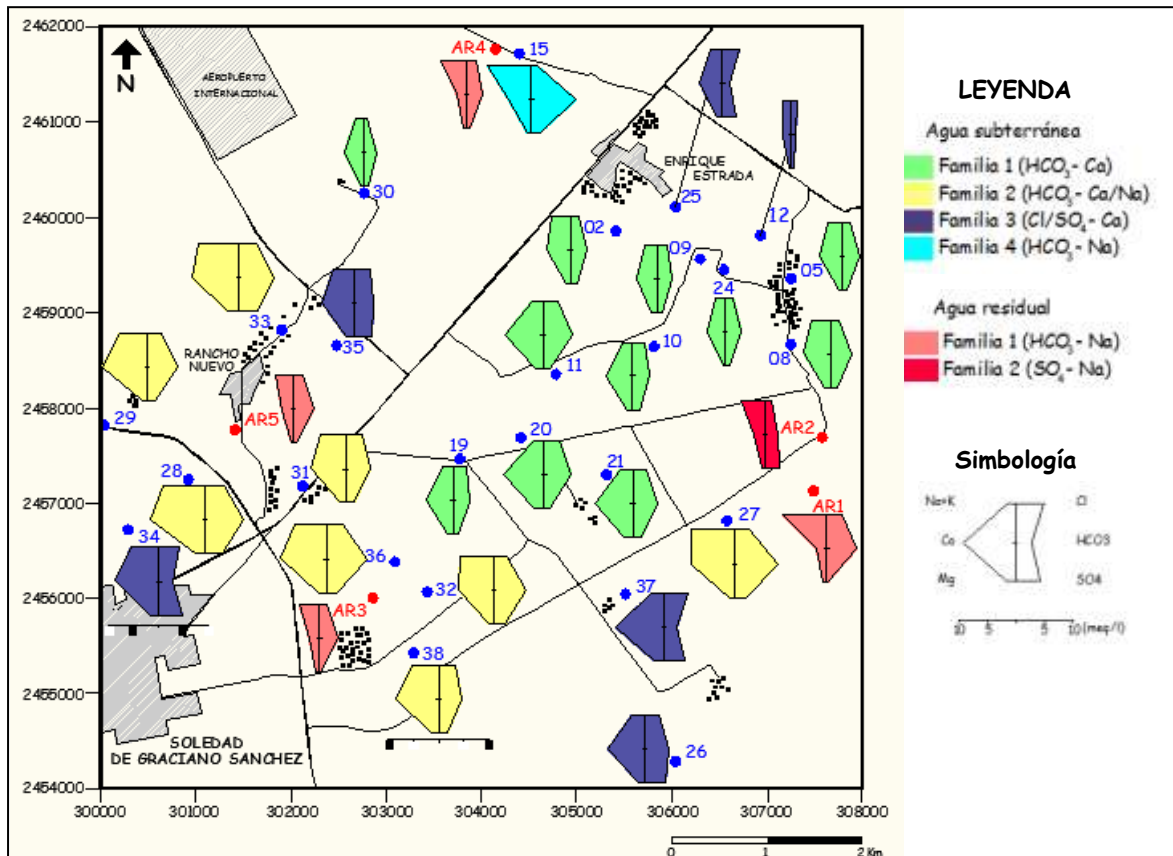 2462000
2461000
2460000
2459000
2458000
2457000
2456000
2455000
2454000
300000 301000 302000 303000 304000 305000 306000 307000 308000
N
AEROPUERTO
INTERNACIONAL
AR4
15
30
ENRIQUE
ESTRADA
25
12
02
09
24
05
33
35
RANCHO
NUEVO
10
11
08
29
AR5
20
19
AR2
28
31
21
AR1
34
27
36
32
37
AR3
38
26
SOLEDAD
DE GRACIANO SANCHEZ
0 1 2 Km
LEYENDA
Agua subterránea
Familia 1 (HCO3- Ca)
Familia 2 (HCO3- Ca/Na)
Familia 3 (Cl/SO4- Ca)
Familia 4 (HCO3- Na)
Agua residual
Familia 1 (HCO3- Na)
Familia 2 (SO4- Na)
Simbología
Na+K Cl
Ca HCO3
Mg SO4
10 5 5 10 (meq/l)